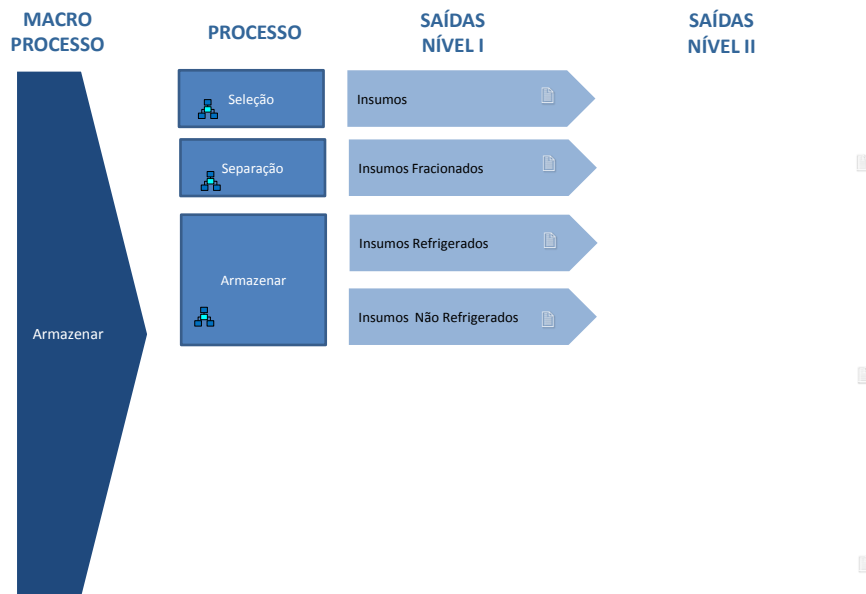 MACRO
PROCESSO
PROCESSO
SAÍDAS
NÍVEL I
SAÍDAS
NÍVEL II
Armazenar
Seleção
Insumos
Separação
Insumos Fracionados
Armazenar
Insumos Refrigerados
Insumos Não Refrigerados